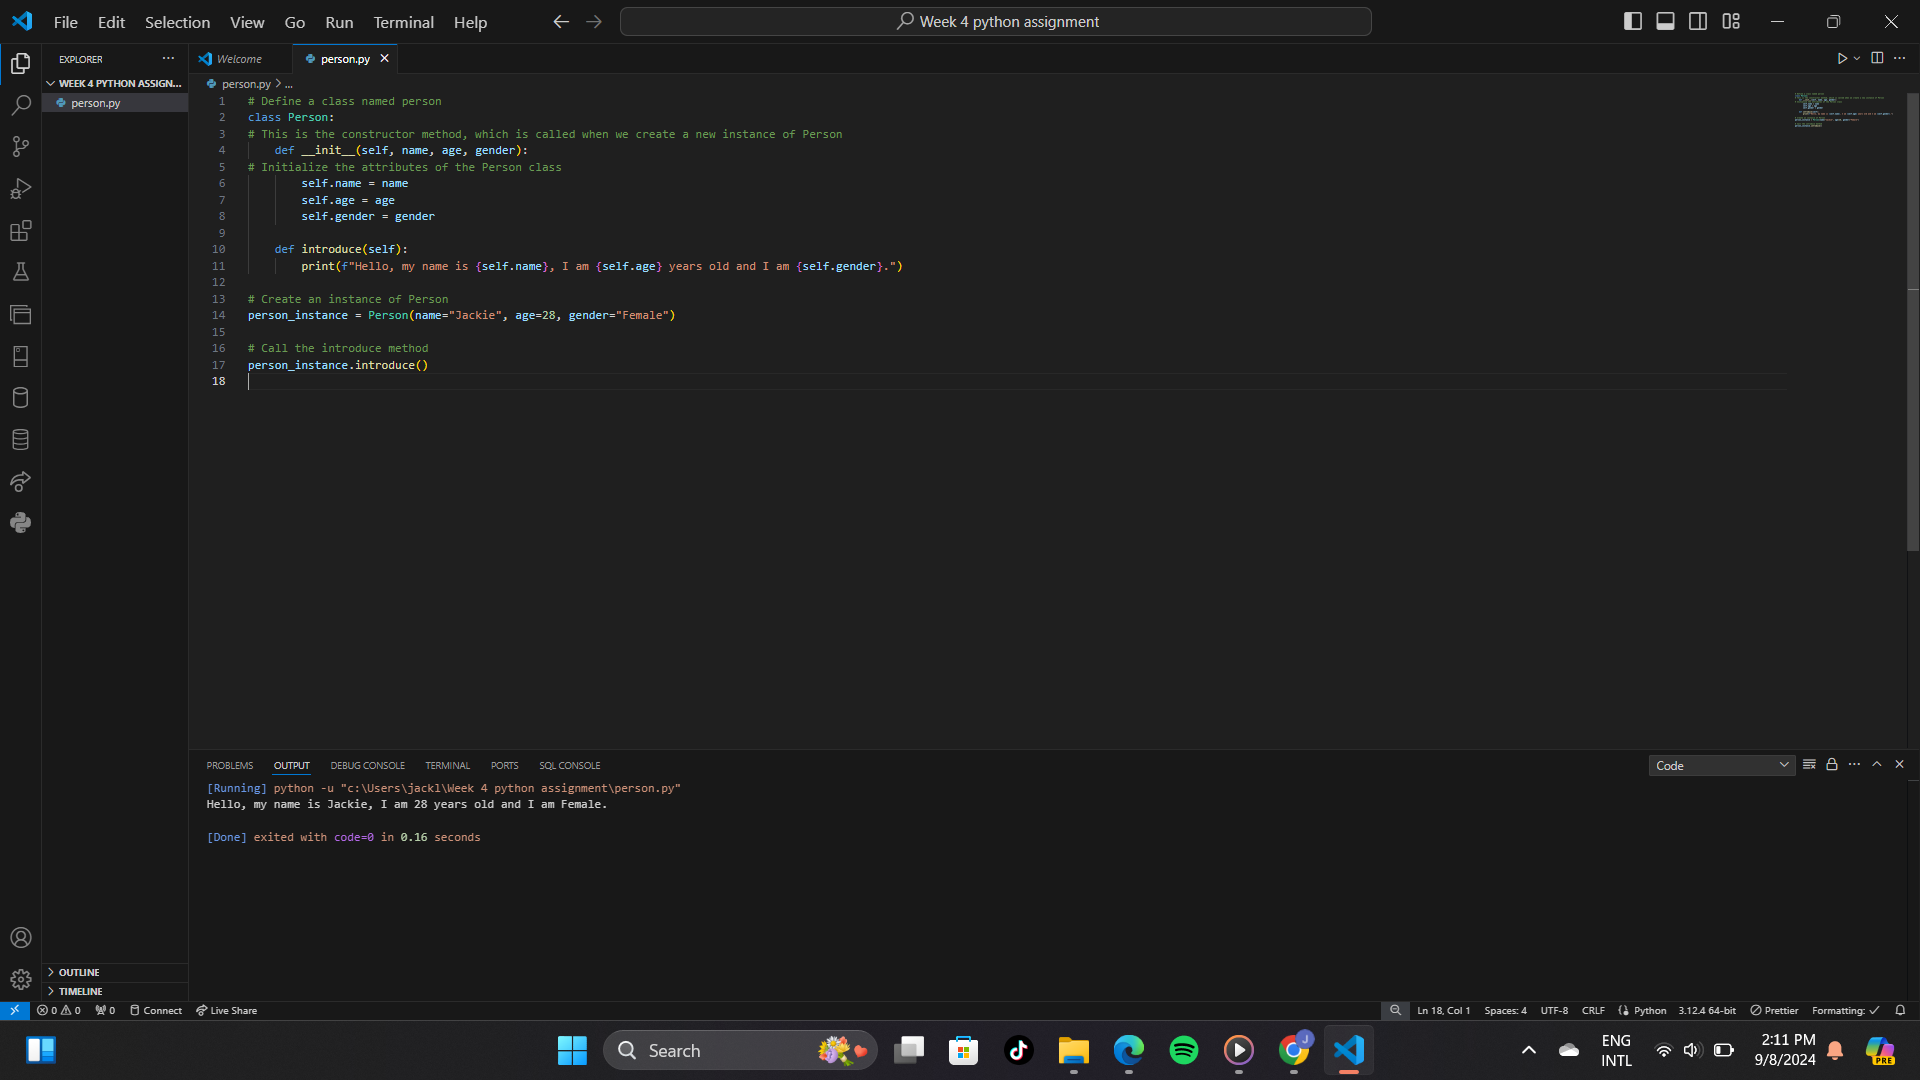 File Edit Selection View Go Run Terminal Help
Week 4 python assignment
EXPLORER
Welcome
person.py
WEEK 4 PYTHON ASSIGN...
person.py
person.py > ...
1 # Define a class named person
2 class Person:
3 # This is the constructor method, which is called when we create a new instance of Person
4 def __init__(self, name, age, gender):
5 # Initialize the attributes of the Person class
6 self.name = name
7 self.age = age
8 self.gender = gender
9
10 def introduce(self):
11 print(f"Hello, my name is {self.name}, I am {self.age} years old and I am {self.gender}.")
12
13 # Create an instance of Person
14 person_instance = Person(name="Jackie", age=28, gender="Female")
15
16 # Call the introduce method
17 person_instance.introduce()
18
PROBLEMS OUTPUT DEBUG CONSOLE TERMINAL PORTS SQL CONSOLE
Code
[Running] python -u "c:\Users\jackl\Week 4 python assignment\person.py"
Hello, my name is Jackie, I am 28 years old and I am Female.
[Done] exited with code=0 in 0.16 seconds
OUTLINE
TIMELINE
0 0 0 Connect Live Share
Ln 18, Col 1 Spaces: 4 UTF-8 CRLF Python 3.12.4 64-bit Prettier Formatting:
Search
J
ENG
INTL
2:11 PM
9/8/2024
PRE